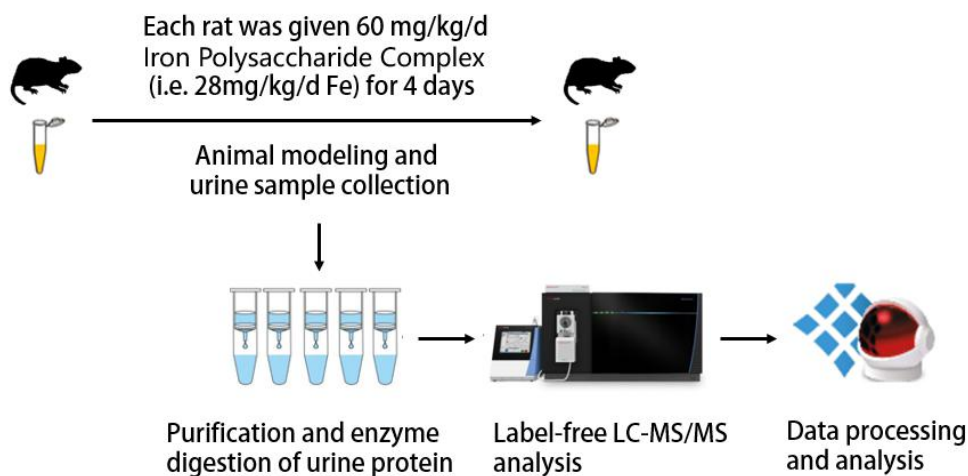 Each rat was given 60 mg/kg/d
Iron Polysaccharide Complex
(i.e. 28mg/kg/d Fe) for 4 days
Animal modeling and
urine sample collection
Purification and enzyme
digestion of urine protein
Label-free LC-MS/MS
analysis
Data processing
and analysis